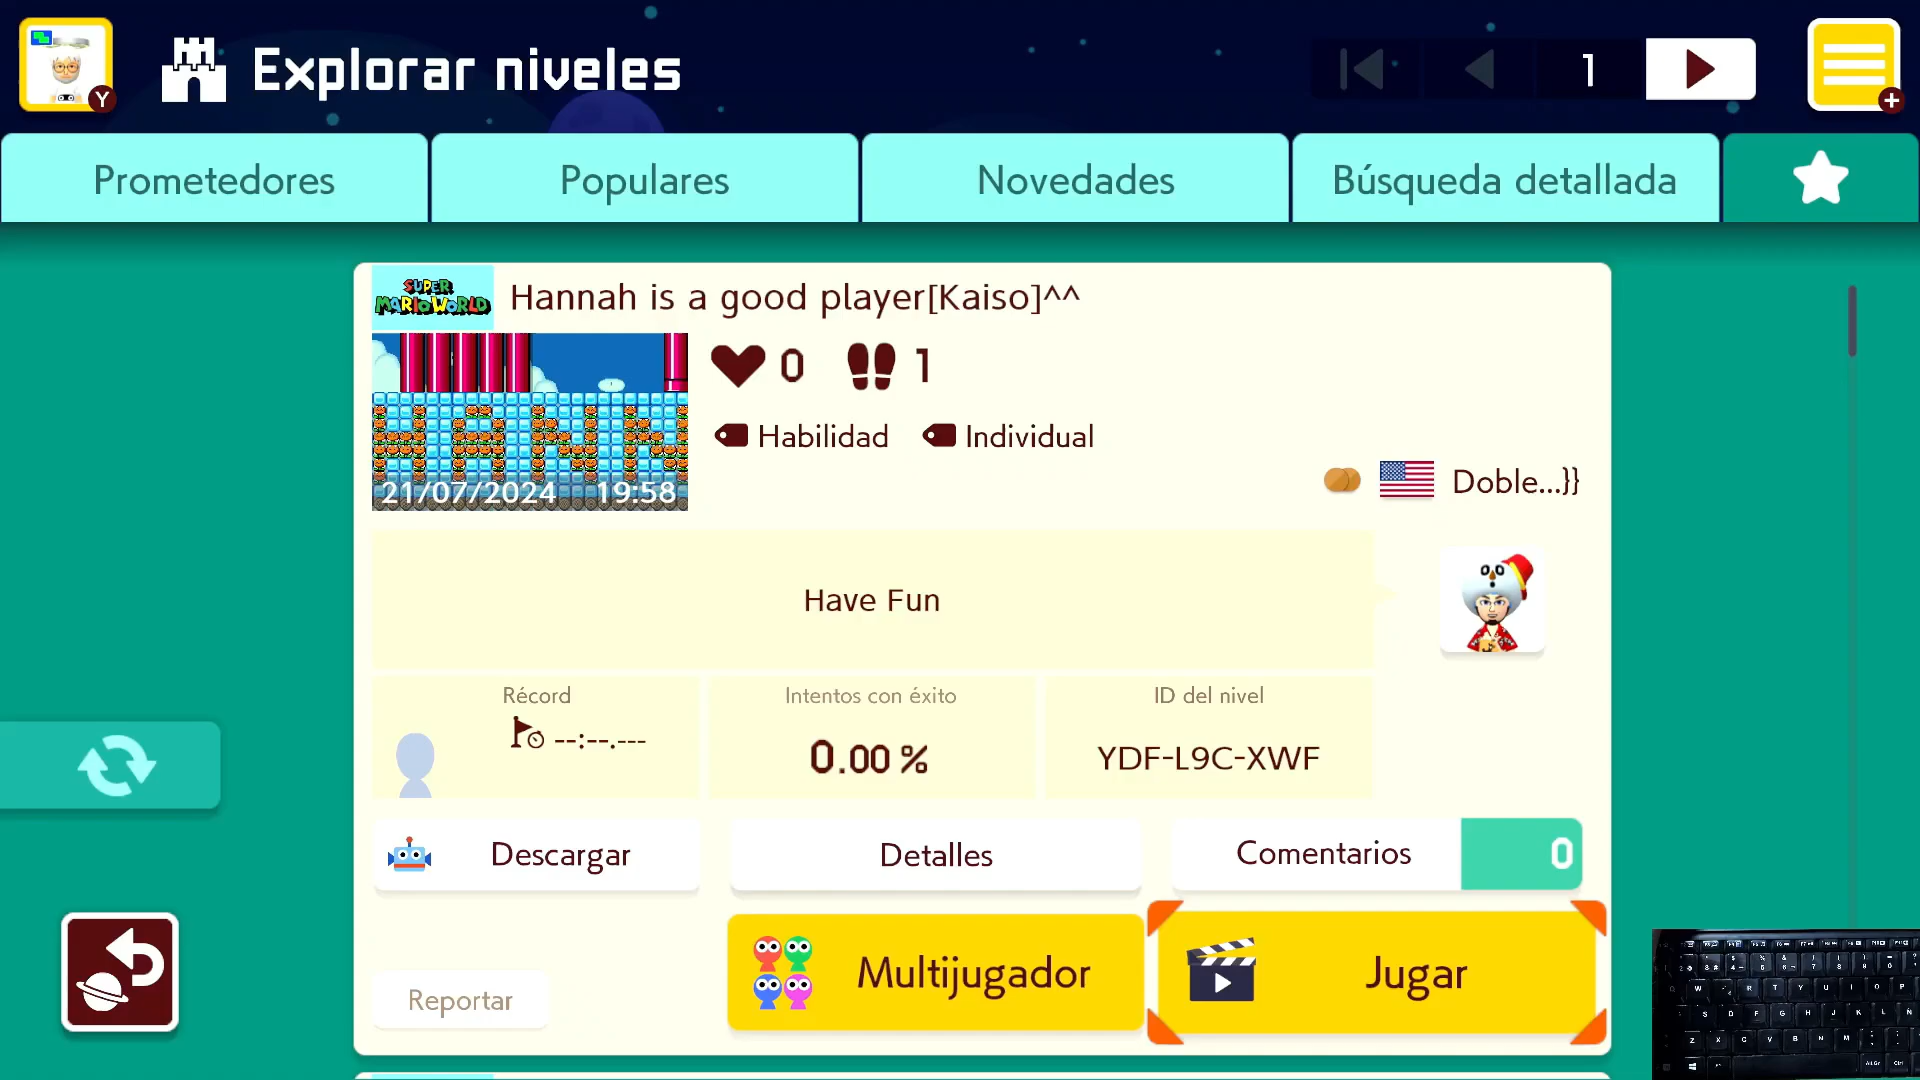 Y
Explorar niveles
1
+
Prometedores
Populares
Novedades
Búsqueda detallada
SUPER
MARIO WORLD
Hannah is a good player[Kaiso]^^
0
1
Habilidad
Individual
21/07/2024 19:58
Doble...}}
Have Fun
Récord
--:--.---
Intentos con éxito
0.00 %
ID del nivel
YDF-L9C-XWF
Descargar
Detalles
Comentarios
0
Multijugador
Jugar
Reportar